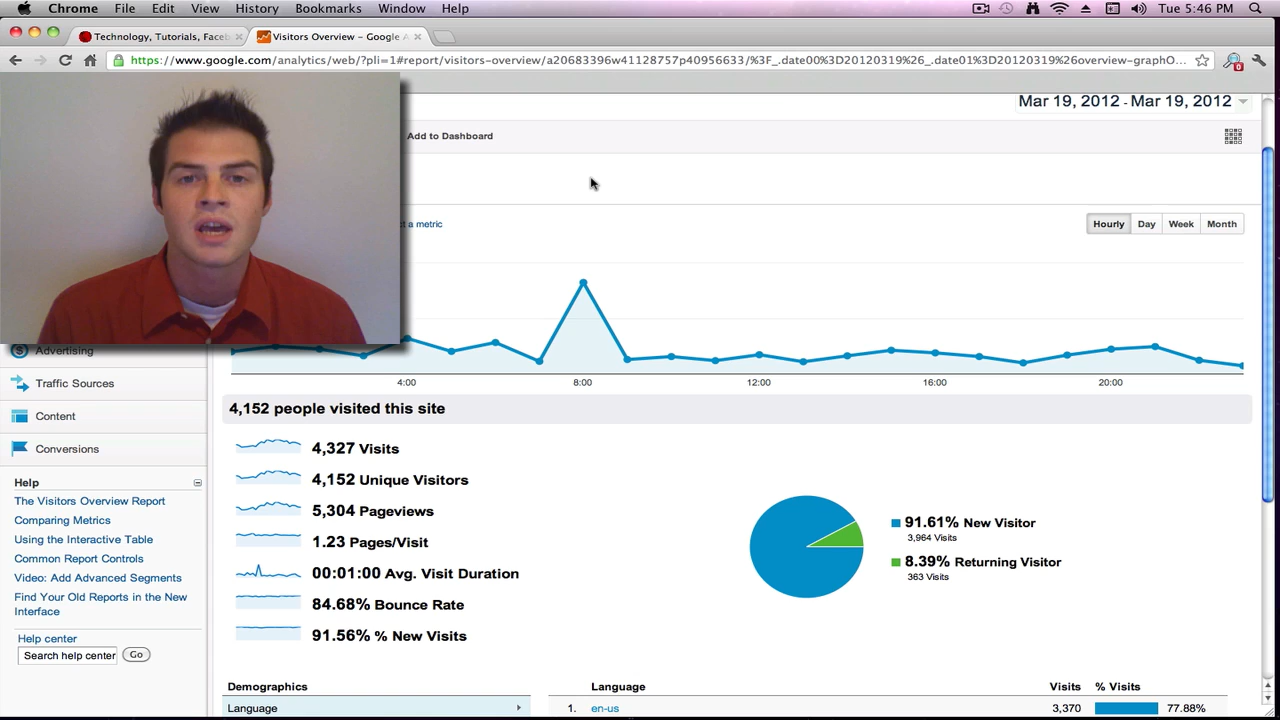 Chrome File Edit View History Bookmarks Window Help Tue 5:46 PM
Technology, Tutorials, Faceb Visitors Overview - Google A
https://www.google.com/analytics/web/?pli=1#report/visitors-overview/a20683396w41128757p40956633/%3F_.date00%3D20120319%26_.date01%3D20120319%26overview-graphO...
Mar 19, 2012 - Mar 19, 2012
Add to Dashboard
ct a metric
Hourly Day Week Month
4:00 8:00 12:00 16:00 20:00
Advertising
Traffic Sources
Content
Conversions
Help
The Visitors Overview Report
Comparing Metrics
Using the Interactive Table
Common Report Controls
Video: Add Advanced Segments
Find Your Old Reports in the New
Interface
Help center
Search help center Go
4,152 people visited this site
4,327 Visits
4,152 Unique Visitors
5,304 Pageviews
1.23 Pages/Visit
00:01:00 Avg. Visit Duration
84.68% Bounce Rate
91.56% % New Visits
91.61% New Visitor
3,964 Visits
8.39% Returning Visitor
363 Visits
Demographics
Language
Language Visits % Visits
1. en-us 3,370 77.88%